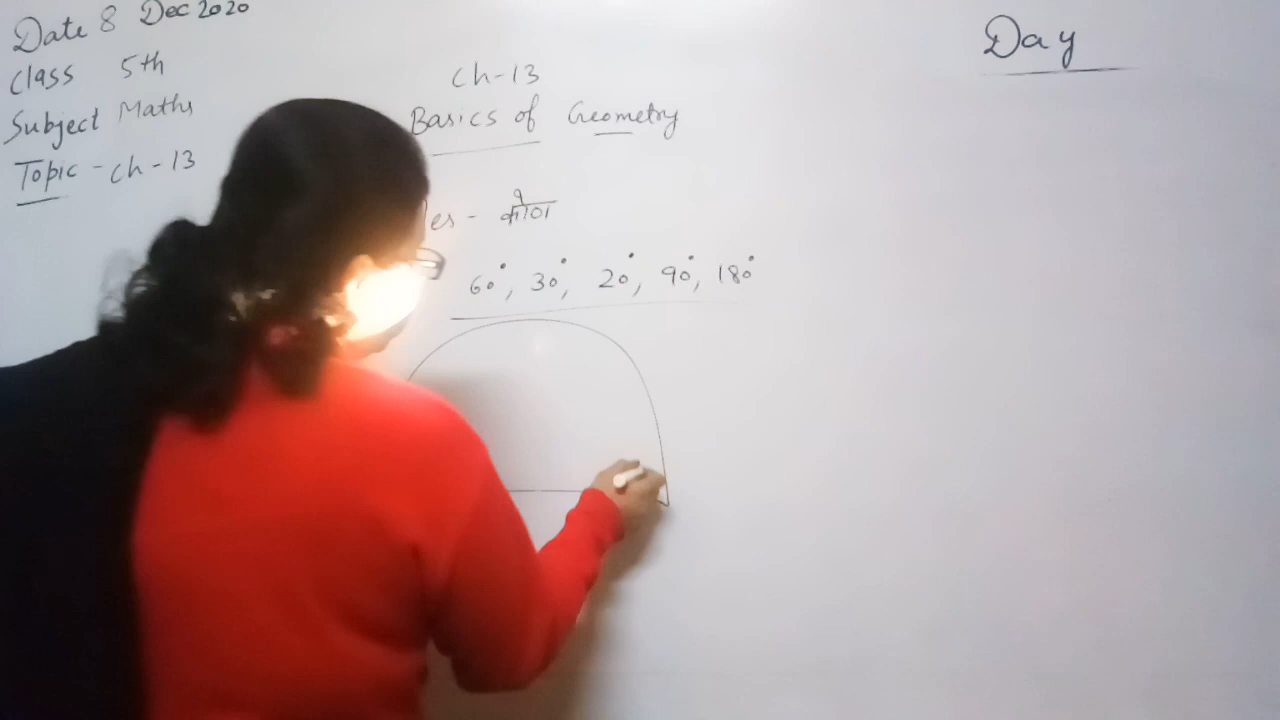 Date 8 Dec 2020
Class 5th
Subject Maths
Topic - Ch-13
Day
Ch-13
Basics of Geometry
es - कोण
60°, 30°, 20°, 90°, 180°